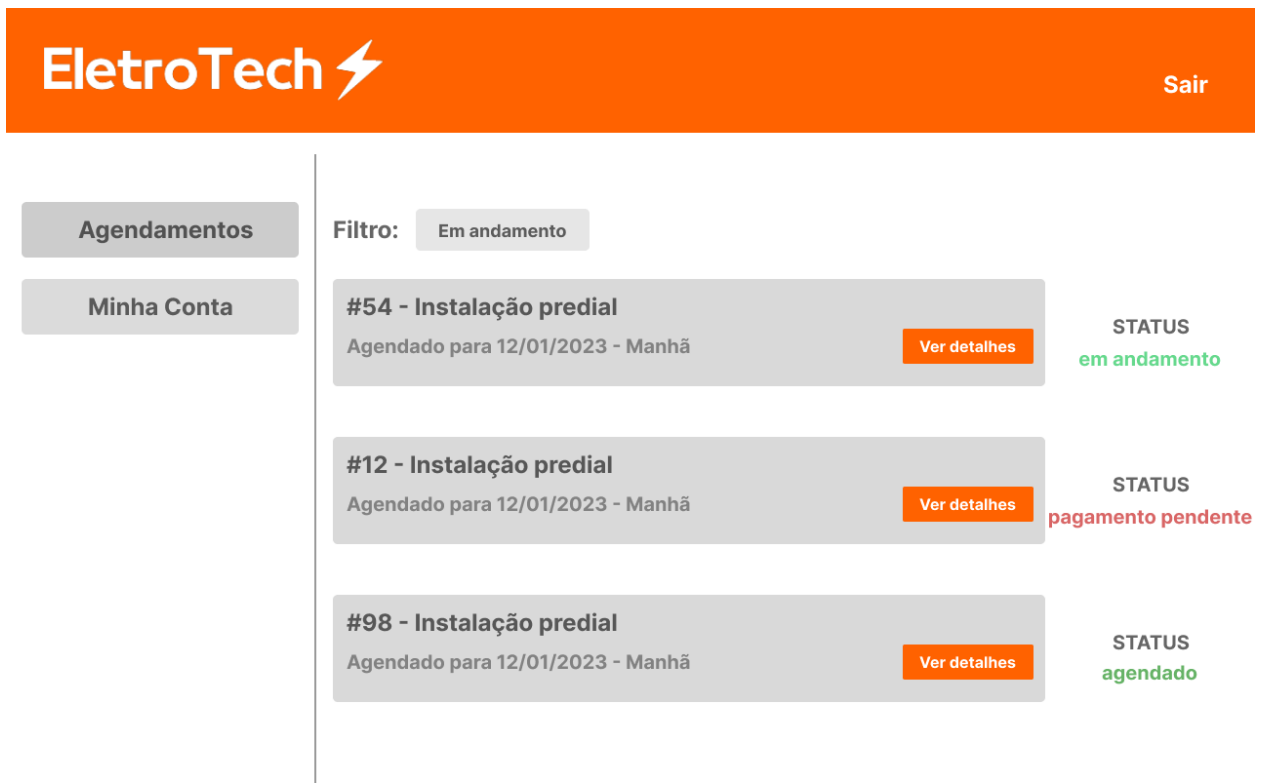 EletroTech
Sair
Agendamentos
Minha Conta
Filtro: Em andamento
#54 - Instalação predial
Agendado para 12/01/2023 - Manhã
Ver detalhes
STATUS
em andamento
#12 - Instalação predial
Agendado para 12/01/2023 - Manhã
Ver detalhes
STATUS
pagamento pendente
#98 - Instalação predial
Agendado para 12/01/2023 - Manhã
Ver detalhes
STATUS
agendado